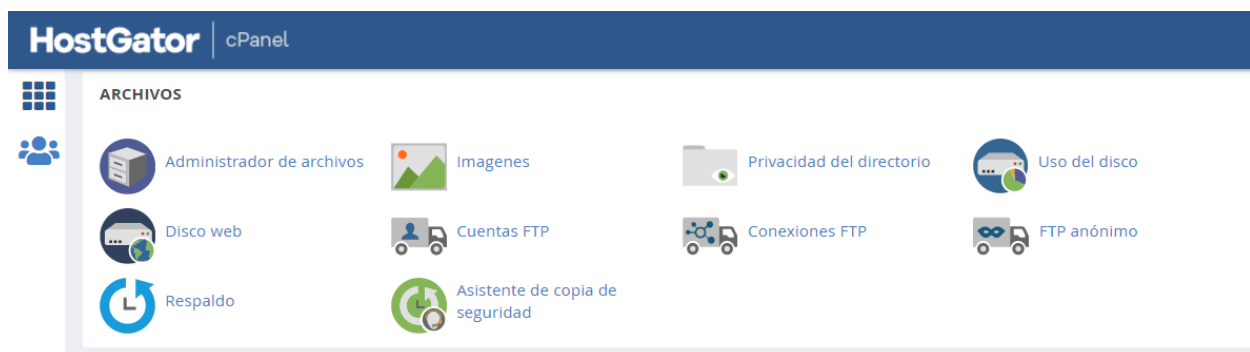 HostGator cPanel
ARCHIVOS
Administrador de archivos
Imagenes
Privacidad del directorio
Uso del disco
Disco web
Cuentas FTP
Conexiones FTP
FTP anónimo
Respaldo
Asistente de copia de
seguridad